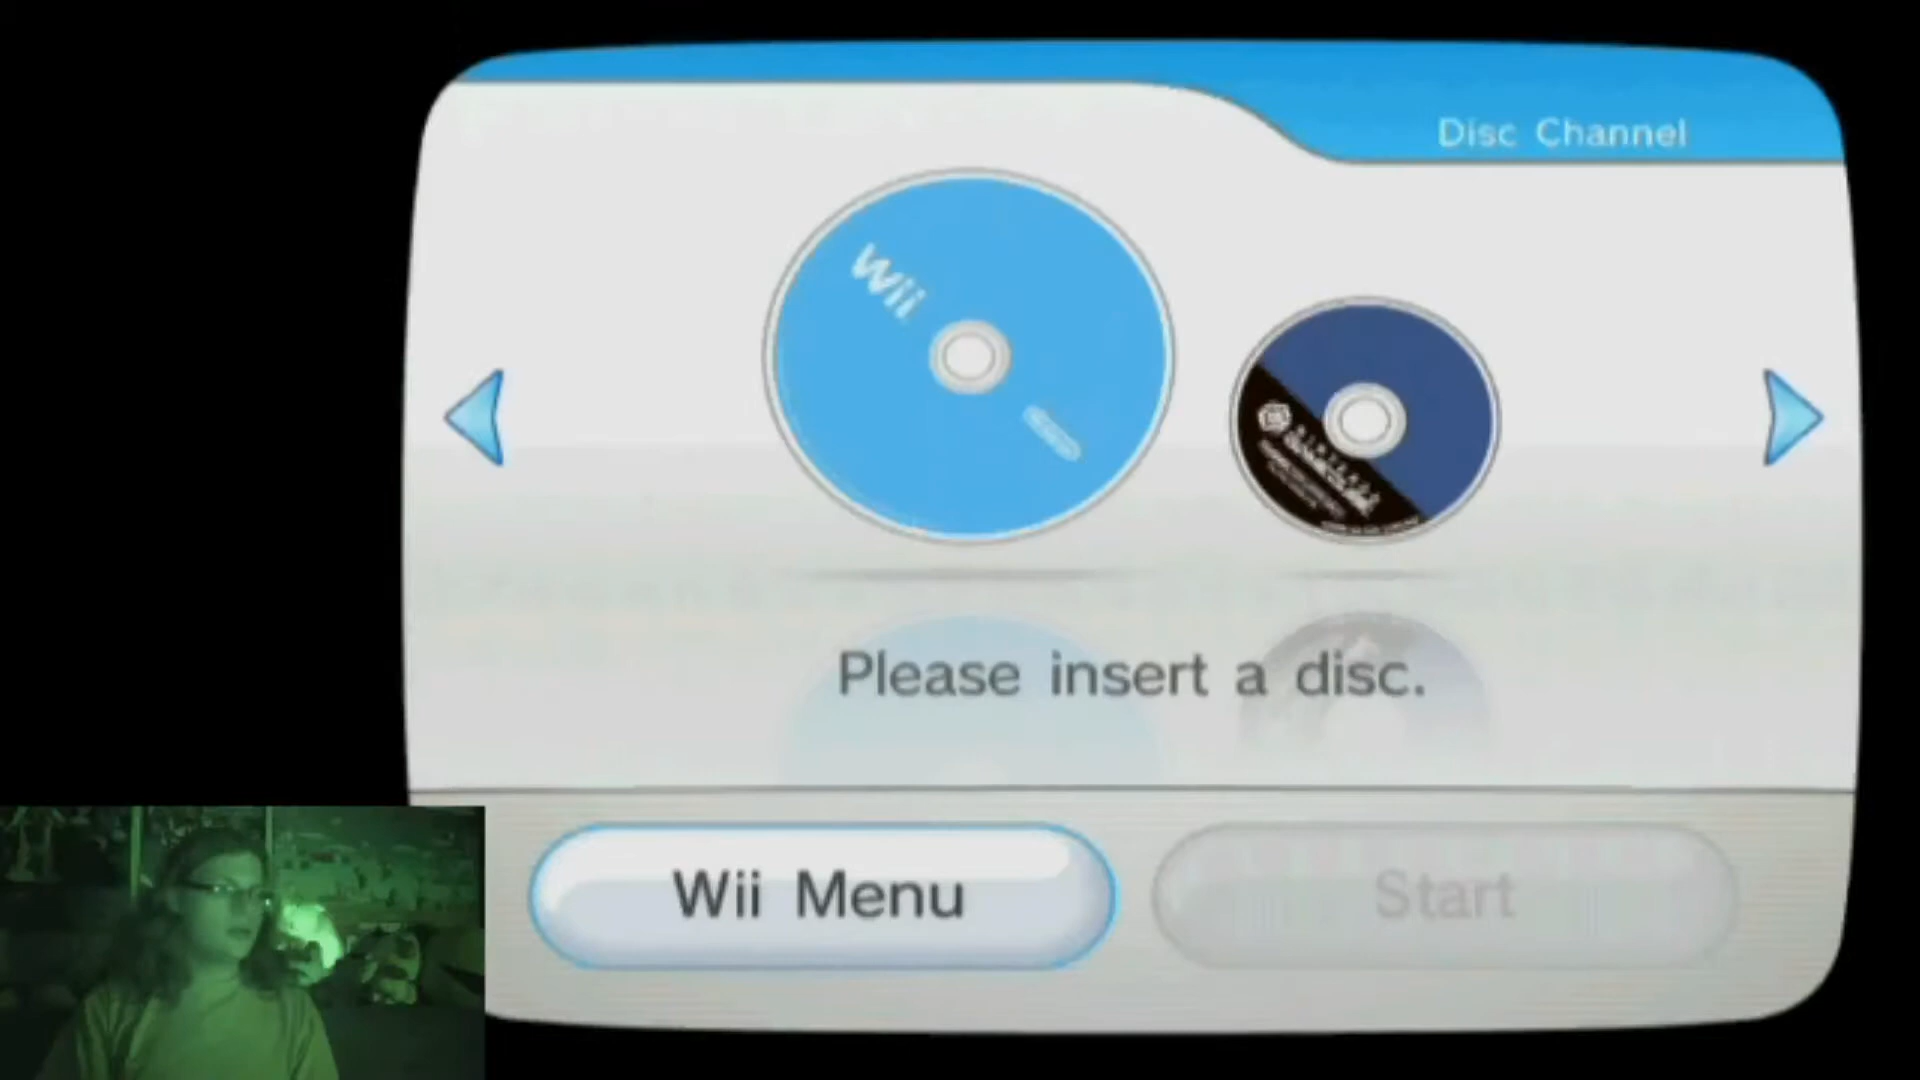 Disc Channel
Wii
Please insert a disc.
Wii Menu
Start